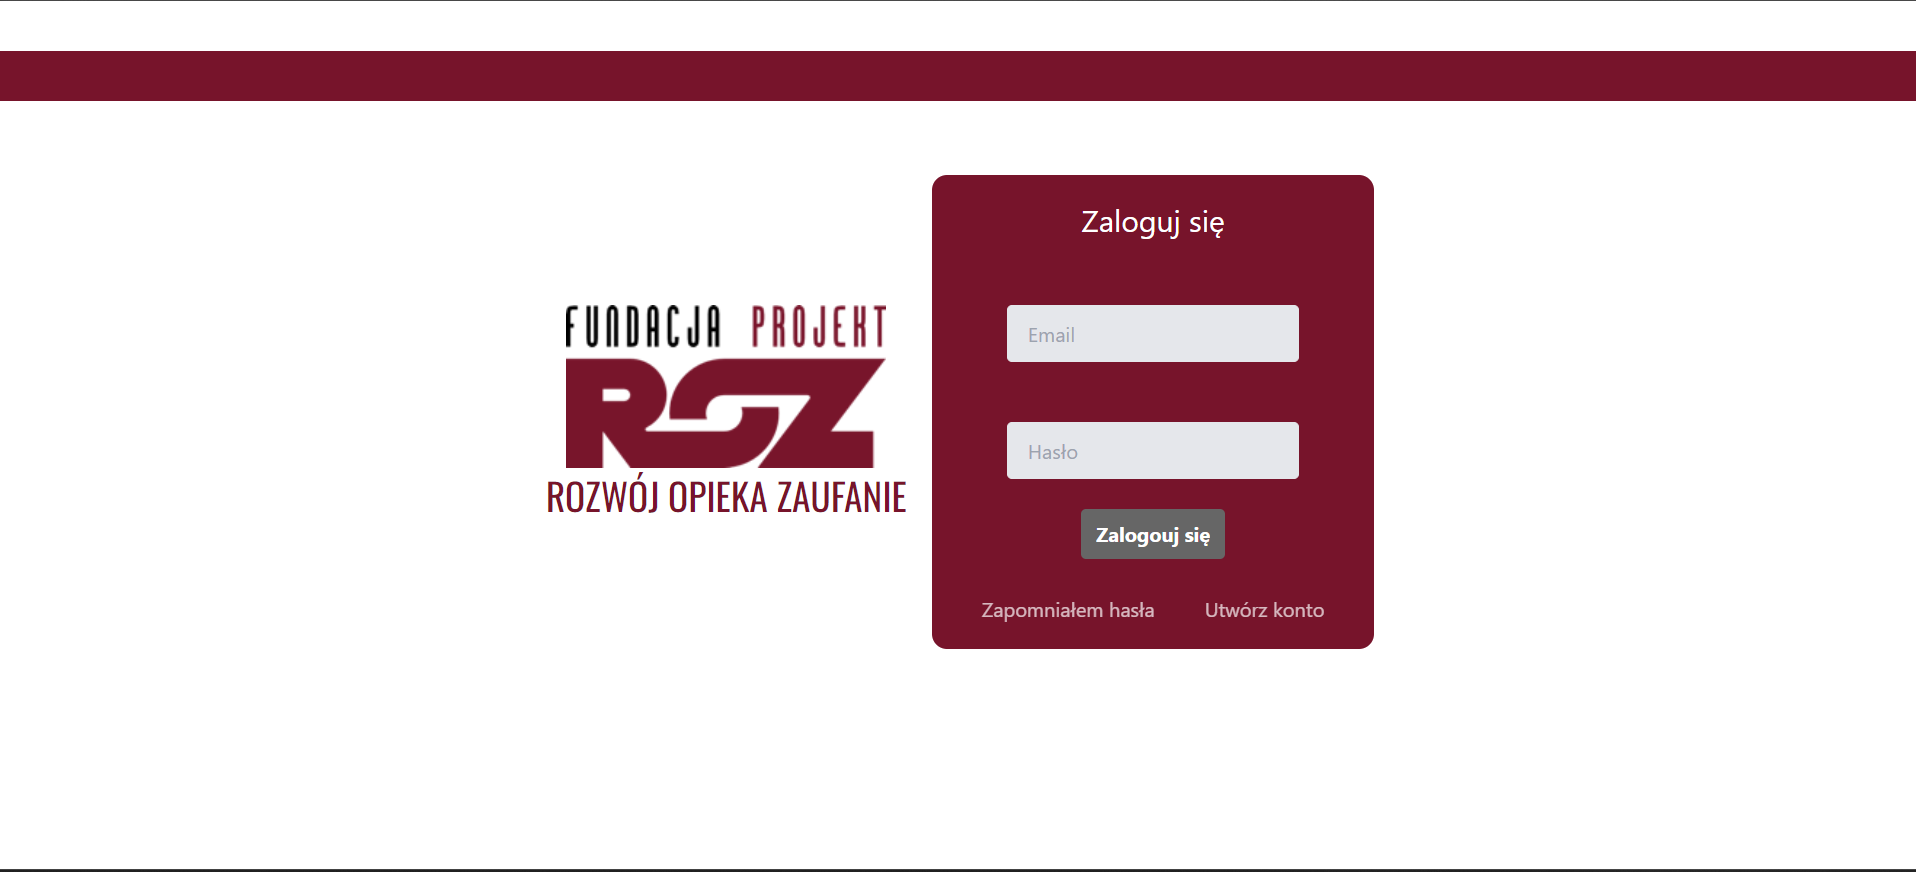 FUNDACJA PROJEKT
ROZ
ROZWÓJ OPIEKA ZAUFANIE
Zaloguj się
Email
Hasło
Zalogouj się
Zapomniałem hasła
Utwórz konto